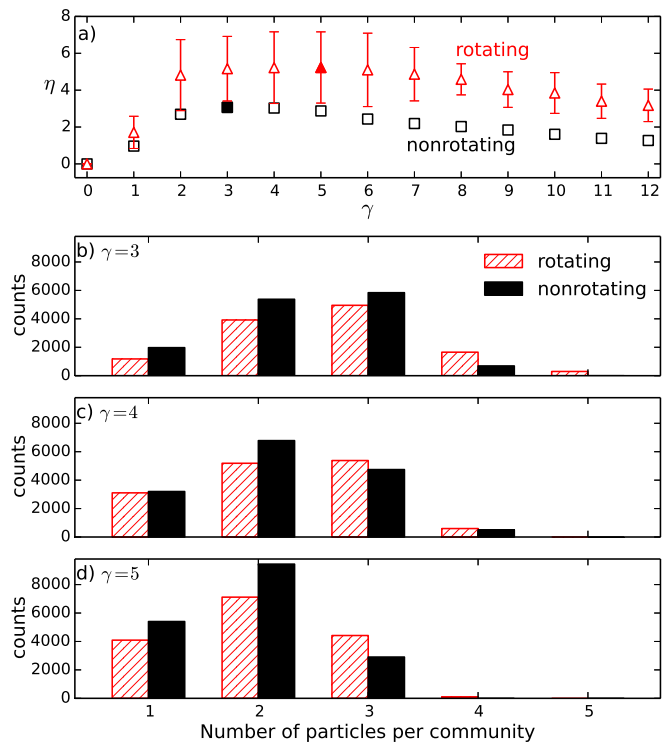 8
a)
rotating
6
η
4
2
nonrotating
0
0 1 2 3 4 5 6 7 8 9 10 11 12
γ
b) γ=3
rotating
nonrotating
8000
6000
4000
2000
0
counts
c) γ=4
8000
6000
4000
2000
0
counts
d) γ=5
8000
6000
4000
2000
0
counts
1 2 3 4 5
Number of particles per community